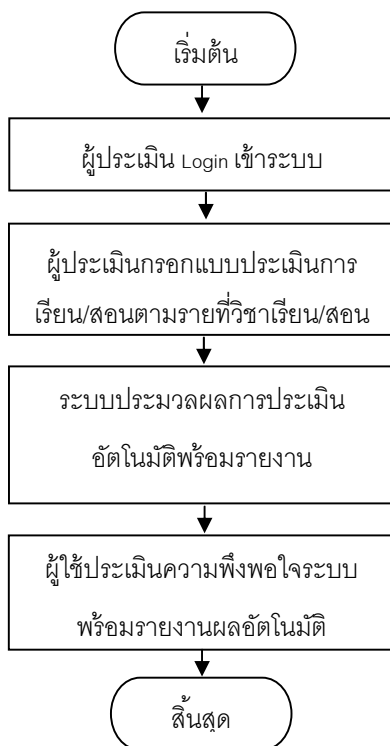 เริ่มต้น
ผู้ประเมิน Login เข้าระบบ
ผู้ประเมินกรอกแบบประเมินการ
เรียน/สอนตามรายที่วิชาเรียน/สอน
ระบบประมวลผลการประเมิน
อัตโนมัติพร้อมรายงาน
ผู้ใช้ประเมินความพึงพอใจระบบ
พร้อมรายงานผลอัตโนมัติ
สิ้นสุด